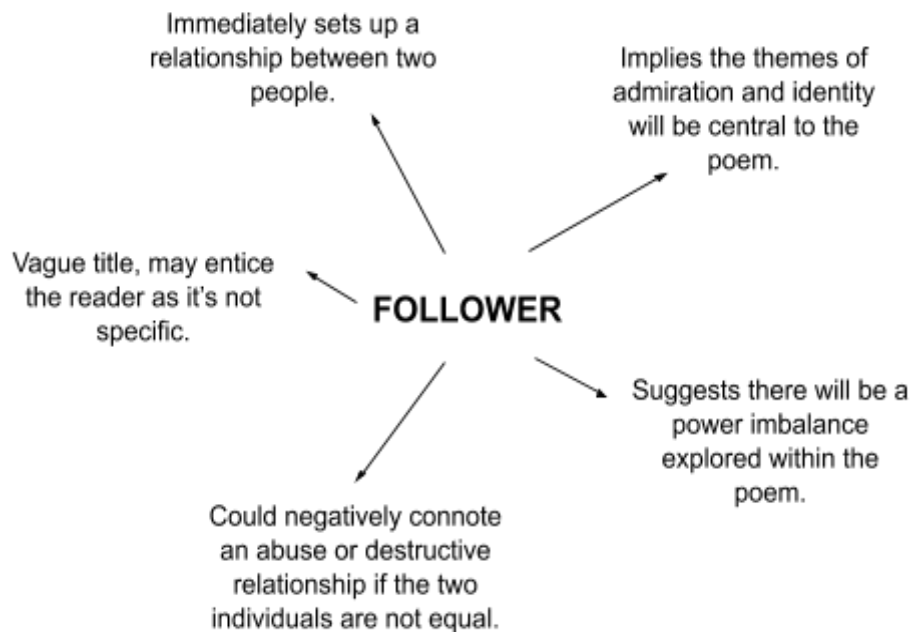 Immediately sets up a
relationship between two
people.
Implies the themes of
admiration and identity
will be central to the
poem.
Vague title, may entice
the reader as it’s not
specific.
FOLLOWER
Suggests there will be a
power imbalance
explored within the
poem.
Could negatively connote
an abuse or destructive
relationship if the two
individuals are not equal.